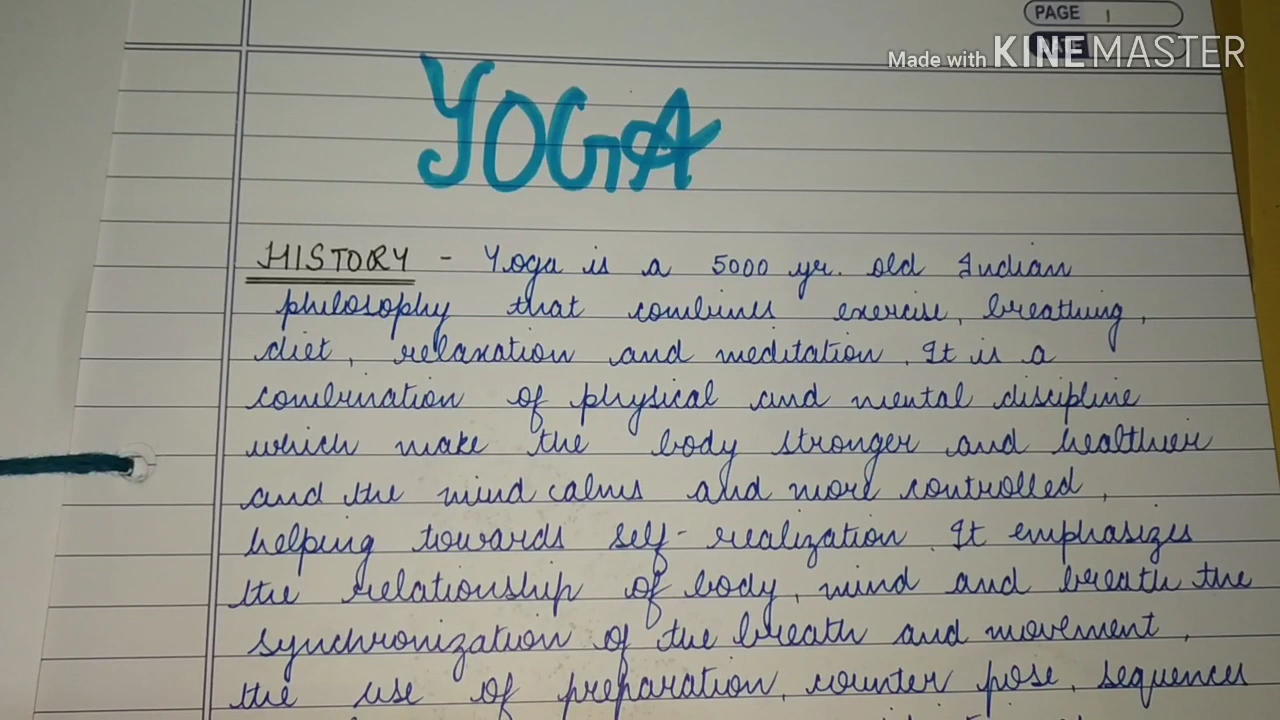 PAGE 1
Made with KINEMASTER
YOGA
HISTORY - Yoga is a 5000 yr. old Indian
philosophy that combines exercise, breathing,
diet, relaxation and meditation. It is a
combination of physical and mental discipline
which make the body stronger and healthier
and the mind calms and more controlled,
helping towards self-realization. It emphasizes
the relationship of body, mind and breath the
synchronization of the breath and movement,
the use of preparation, counter pose, sequences